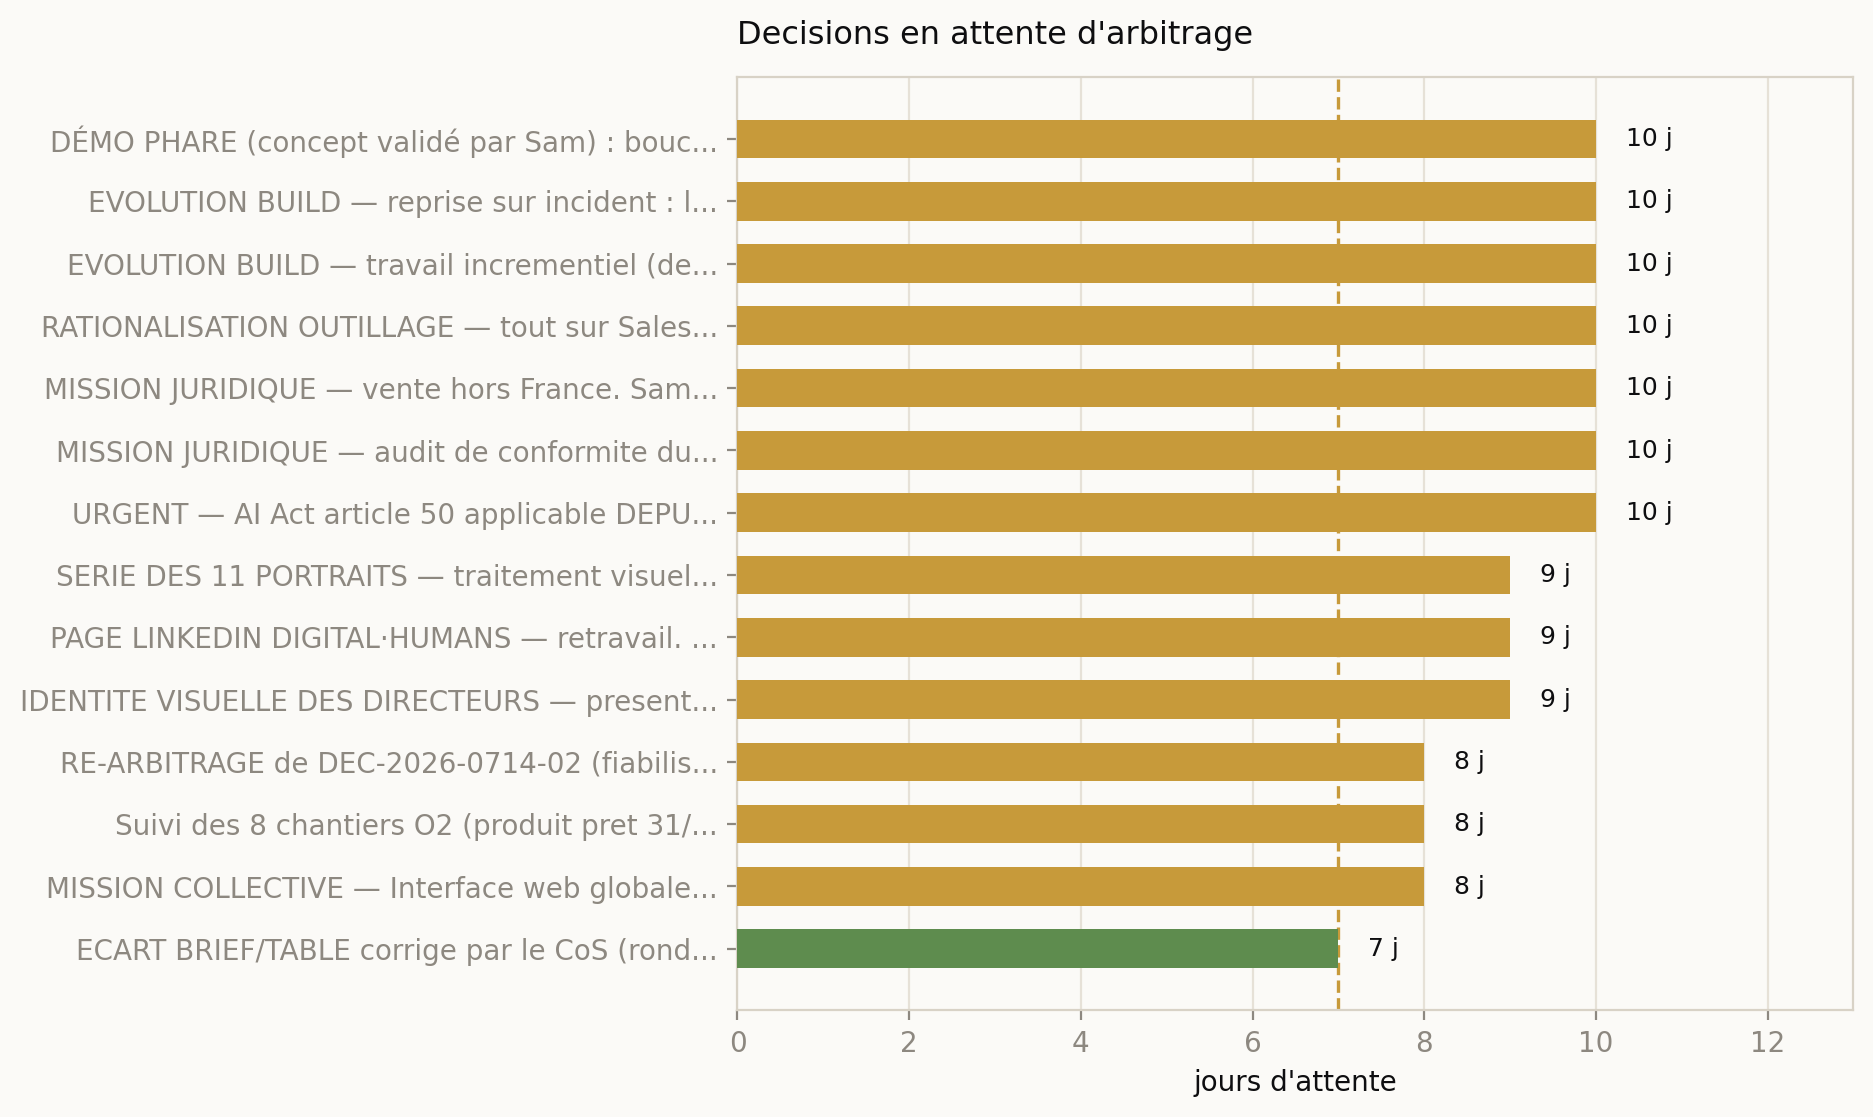 Decisions en attente d'arbitrage
DÉMO PHARE (concept validé par Sam) : bouc... 10 j
EVOLUTION BUILD — reprise sur incident : l... 10 j
EVOLUTION BUILD — travail incrementiel (de... 10 j
RATIONALISATION OUTILLAGE — tout sur Sales... 10 j
MISSION JURIDIQUE — vente hors France. Sam... 10 j
MISSION JURIDIQUE — audit de conformite du... 10 j
URGENT — AI Act article 50 applicable DEPU... 10 j
SERIE DES 11 PORTRAITS — traitement visuel... 9 j
PAGE LINKEDIN DIGITAL·HUMANS — retravail. ... 9 j
IDENTITE VISUELLE DES DIRECTEURS — present... 9 j
RE-ARBITRAGE de DEC-2026-0714-02 (fiabilis... 8 j
Suivi des 8 chantiers O2 (produit pret 31/... 8 j
MISSION COLLECTIVE — Interface web globale... 8 j
ECART BRIEF/TABLE corrige par le CoS (rond... 7 j
0 2 4 6 8 10 12
jours d'attente